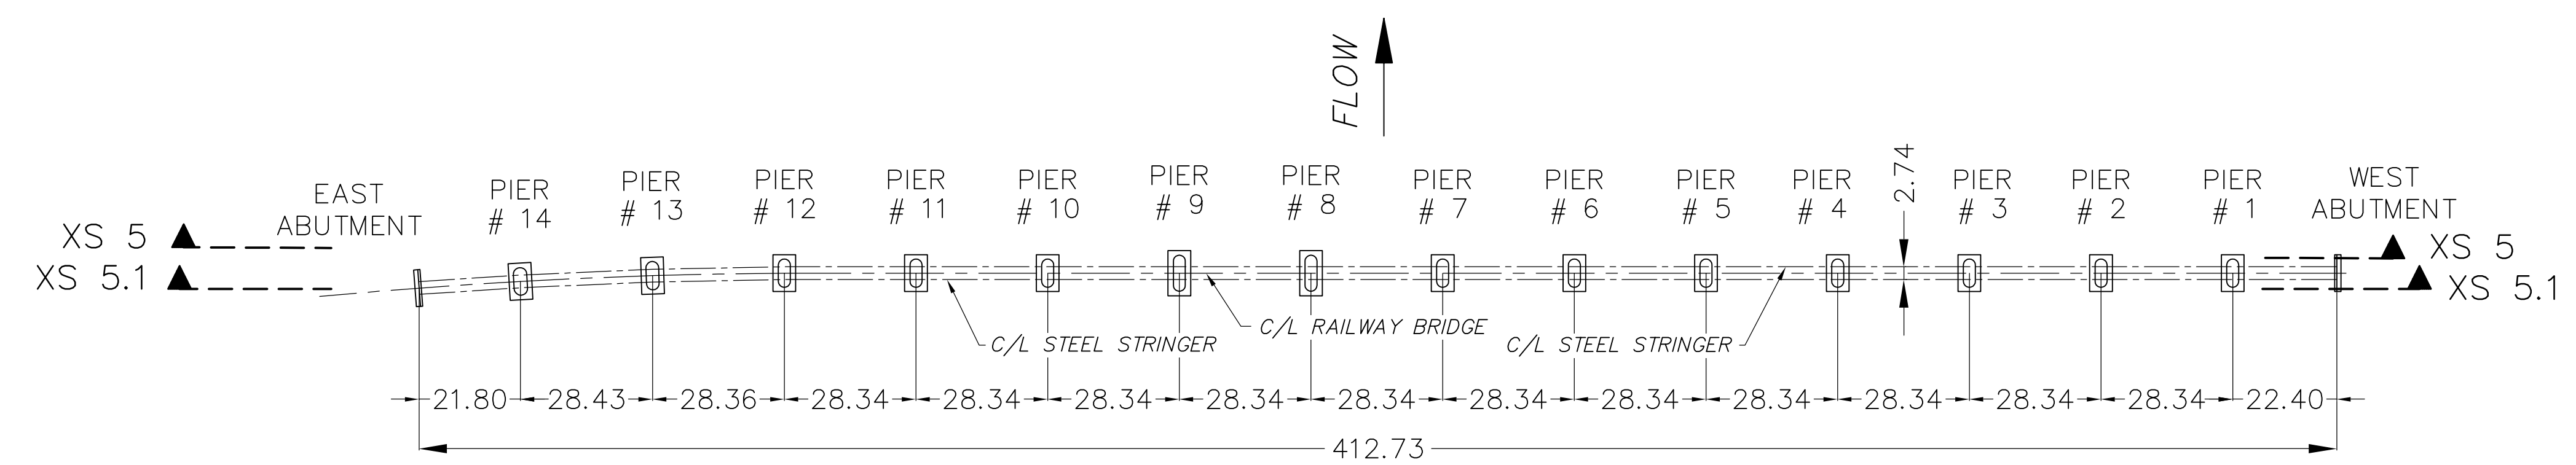 FLOW
2.74
EAST
ABUTMENT
PIER
# 14
PIER
# 13
PIER
# 12
PIER
# 11
PIER
# 10
PIER
# 9
PIER
# 8
PIER
# 7
PIER
# 6
PIER
# 5
PIER
# 4
PIER
# 3
PIER
# 2
PIER
# 1
WEST
ABUTMENT
XS 5
XS 5.1
XS 5
XS 5.1
C/L STEEL STRINGER
C/L RAILWAY BRIDGE
C/L STEEL STRINGER
21.80
28.43
28.36
28.34
28.34
28.34
28.34
28.34
28.34
28.34
28.34
28.34
28.34
28.34
22.40
412.73